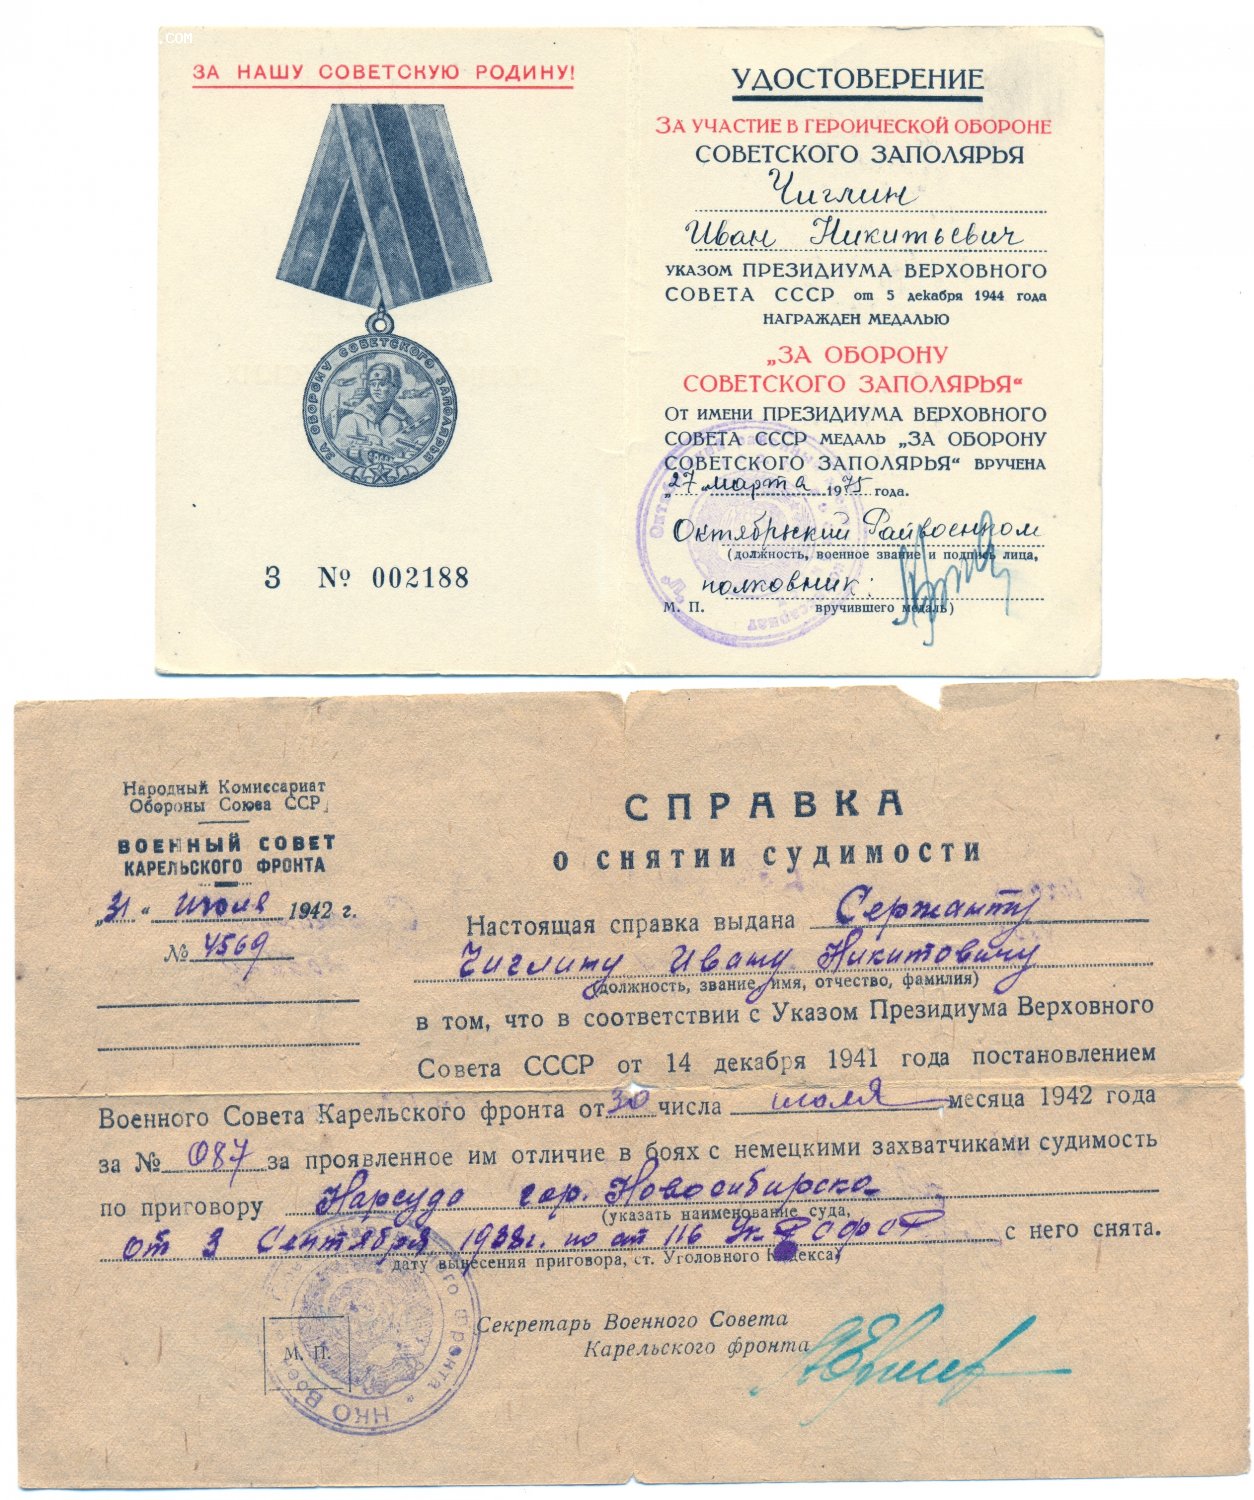 .com
ЗА НАШУ СОВЕТСКУЮ РОДИНУ!
ЗА ОБОРОНУ СОВЕТСКОГО ЗАПОЛЯРЬЯ
З № 002188
УДОСТОВЕРЕНИЕ
ЗА УЧАСТИЕ В ГЕРОИЧЕСКОЙ ОБОРОНЕ
СОВЕТСКОГО ЗАПОЛЯРЬЯ
Чиглин
Иван Никитьевич
УКАЗОМ ПРЕЗИДИУМА ВЕРХОВНОГО
СОВЕТА СССР от 5 декабря 1944 года
НАГРАЖДЕН МЕДАЛЬЮ
„ЗА ОБОРОНУ
СОВЕТСКОГО ЗАПОЛЯРЬЯ“
ОТ ИМЕНИ ПРЕЗИДИУМА ВЕРХОВНОГО
СОВЕТА СССР МЕДАЛЬ „ЗА ОБОРОНУ
СОВЕТСКОГО ЗАПОЛЯРЬЯ“ ВРУЧЕНА
„27“ марта 1975 года.
Октябрьский Райвоенком
(должность, военное звание и подпись лица,
полковник:
М. П. вручившего медаль)
Народный Комиссариат
Обороны Союза ССР
ВОЕННЫЙ СОВЕТ
КАРЕЛЬСКОГО ФРОНТА
„31“ июля 1942 г.
№ 4569
СПРАВКА
О СНЯТИИ СУДИМОСТИ
Настоящая справка выдана Сержанту
Чиглину Ивану Никитовичу
(должность, звание, имя, отчество, фамилия)
в том, что в соответствии с Указом Президиума Верховного
Совета СССР от 14 декабря 1941 года постановлением
Военного Совета Карельского фронта от 30 числа июля месяца 1942 года
за № 087 за проявленное им отличие в боях с немецкими захватчиками судимость
по приговору Нарсуда гор. Новосибирска
(указать наименование суда,
от 3 Сентября 1938г. по ст 116 Ук. РСФСР с него снята.
дату вынесения приговора, ст. Уголовного Кодекса)
Секретарь Военного Совета
Карельского фронта
М. П.
НКО Фронта